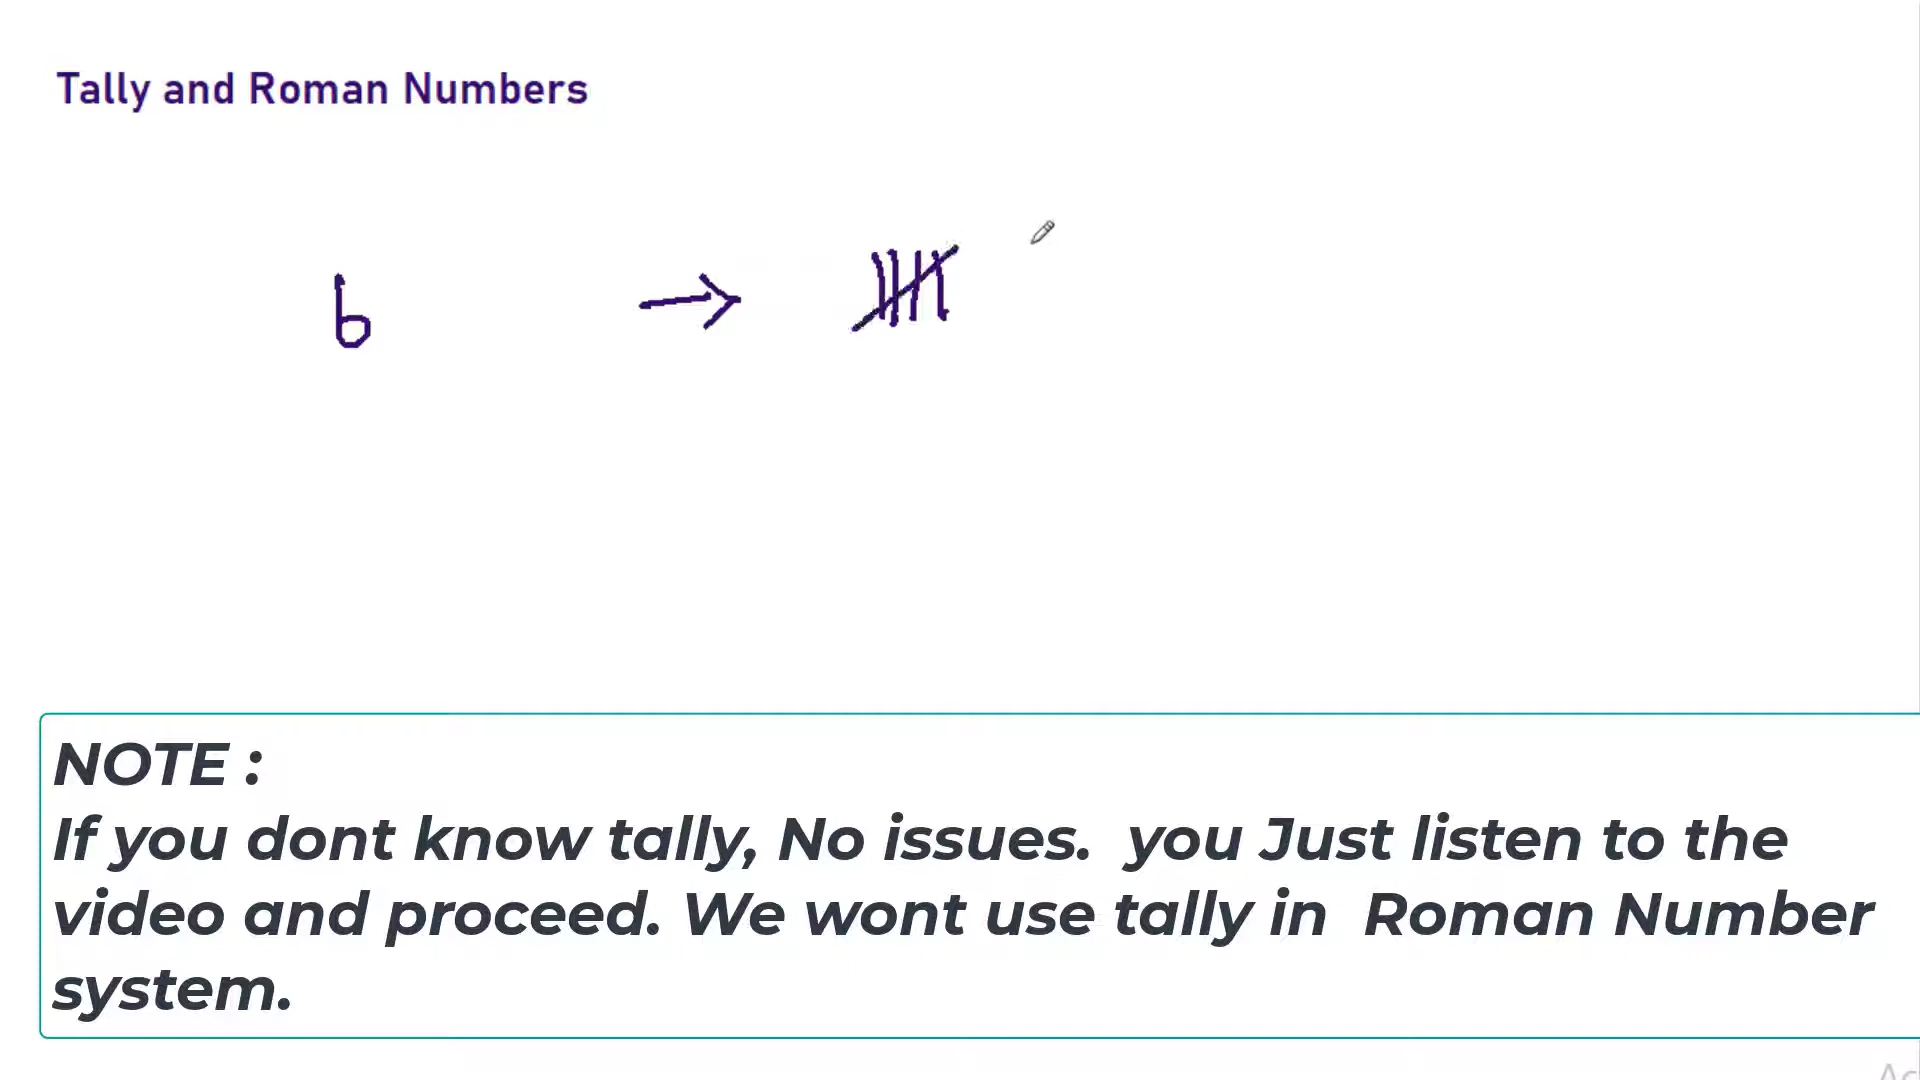 Tally and Roman Numbers
6 →
NOTE :
If you dont know tally, No issues.  you Just listen to the
video and proceed. We wont use tally in  Roman Number
system.